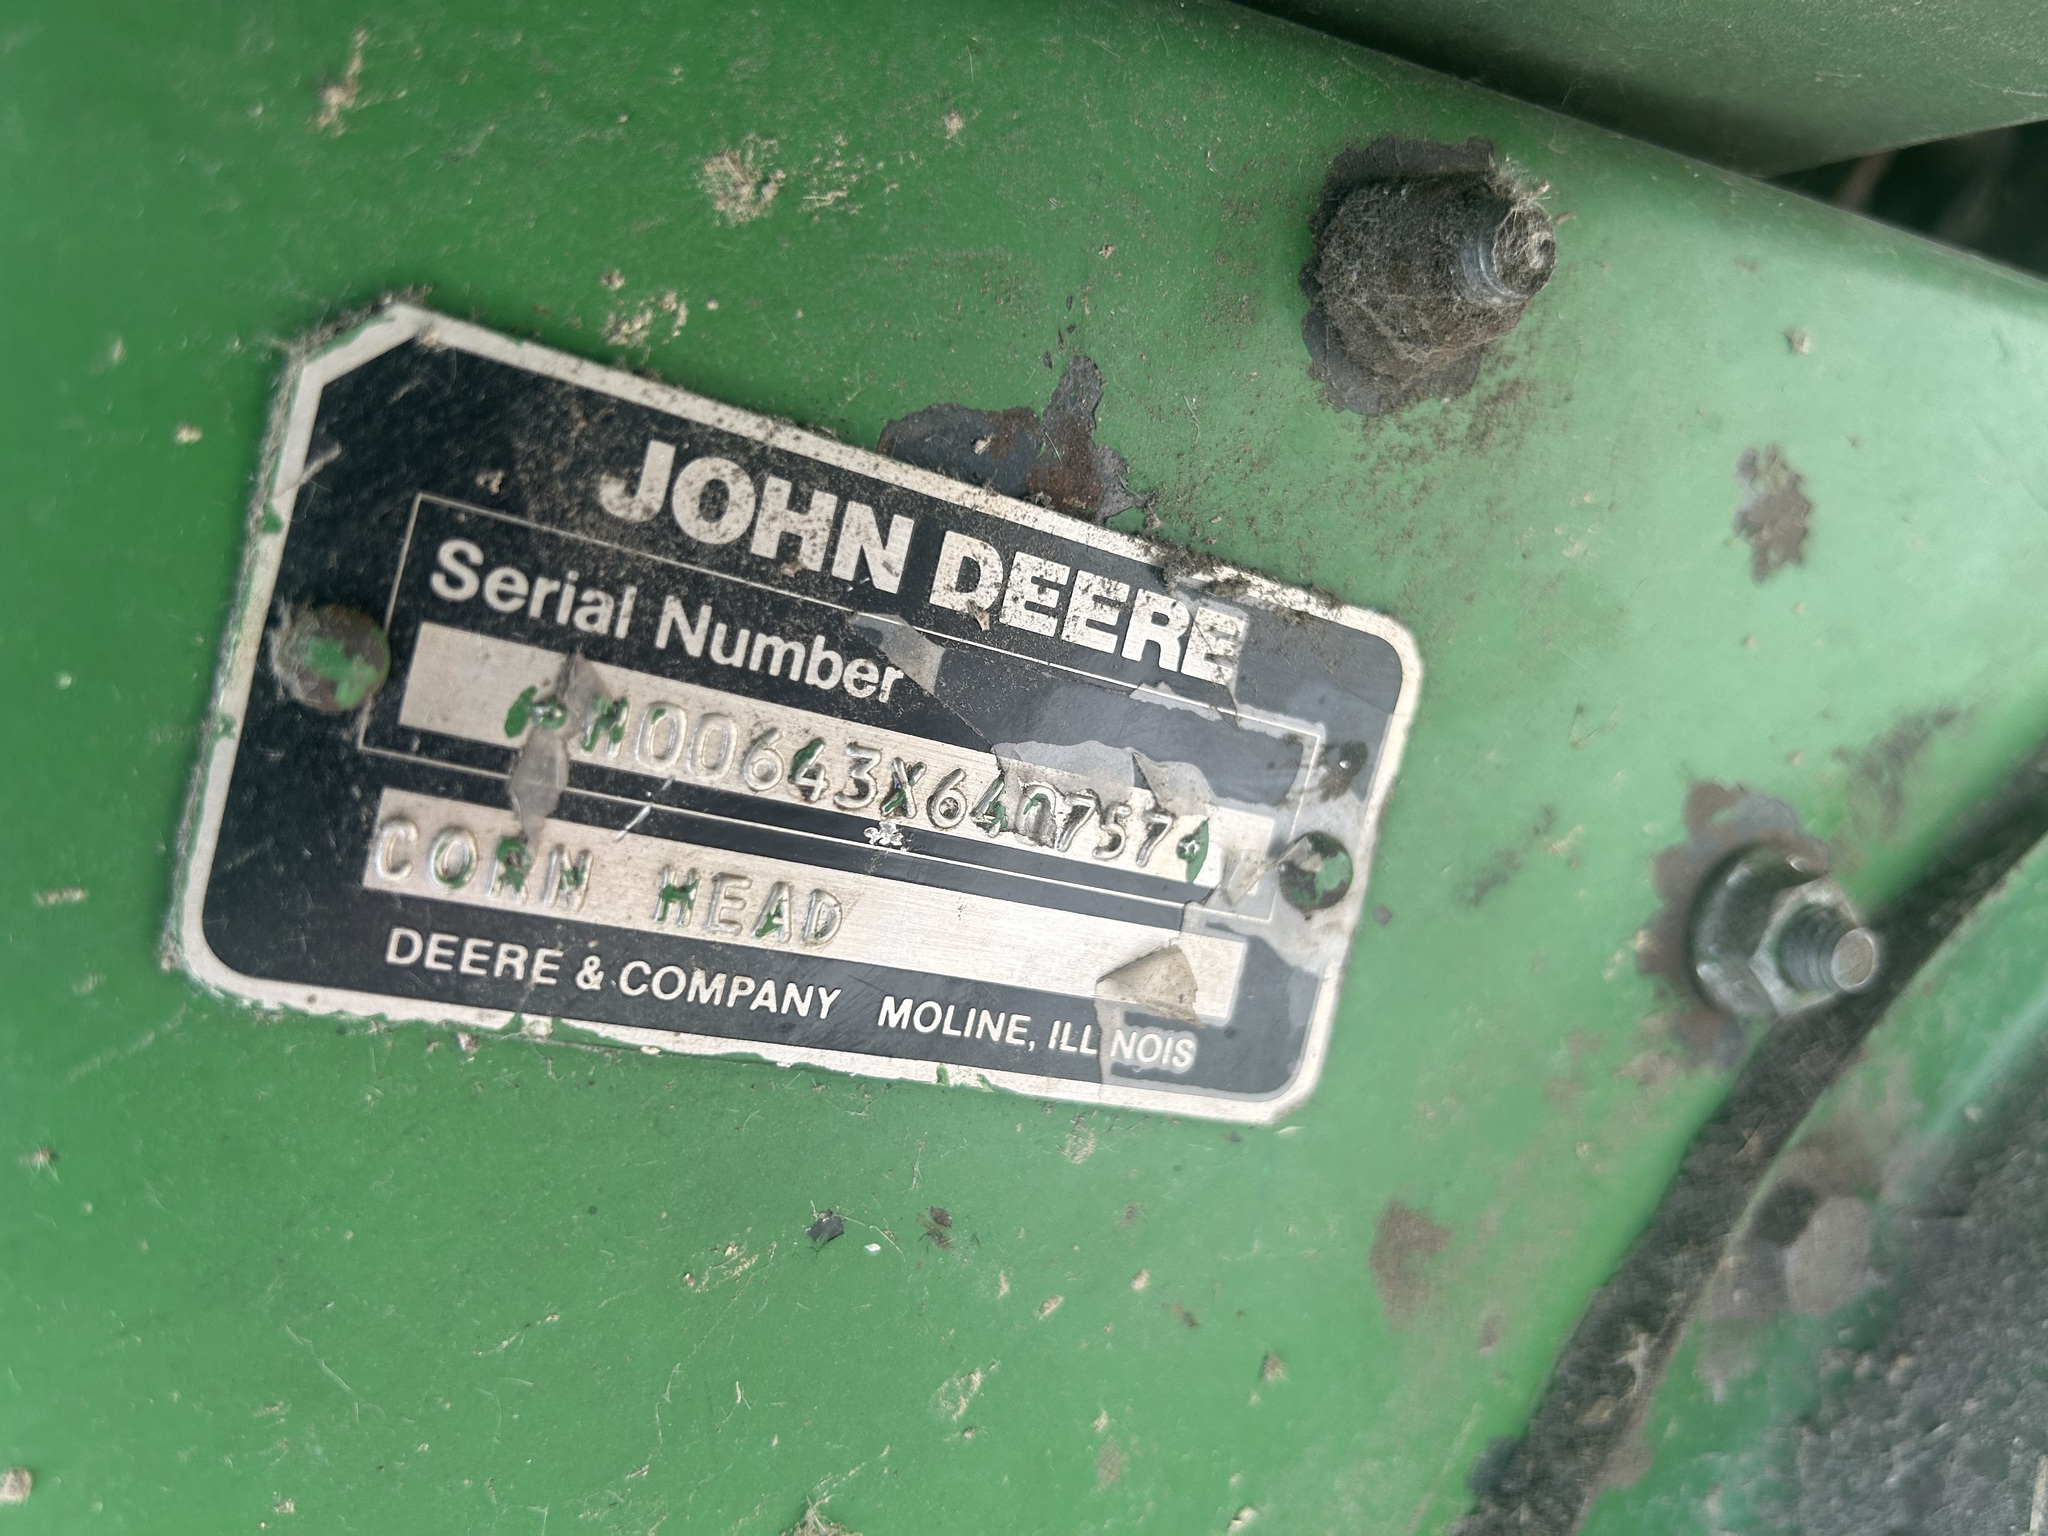 JOHN DEERE
Serial Number
H00643X640757
CORN HEAD
DEERE & COMPANY MOLINE, ILLINOIS